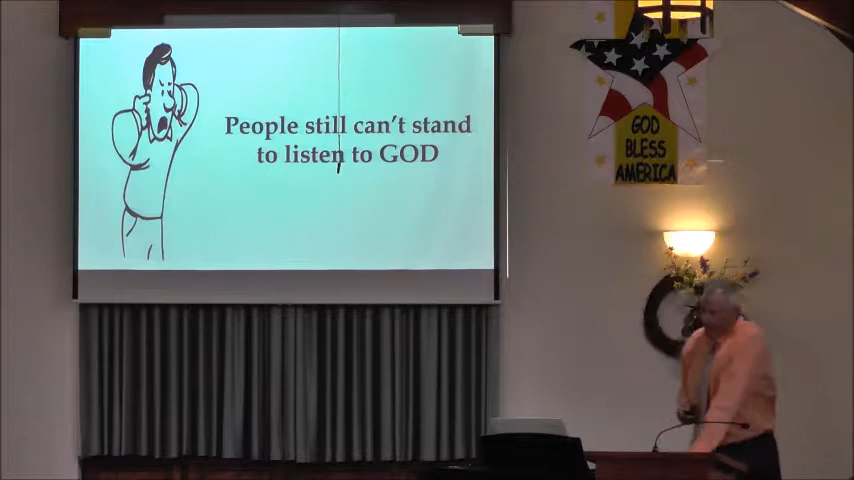 People still can't stand
to listen to GOD
GOD
BLESS
AMERICA